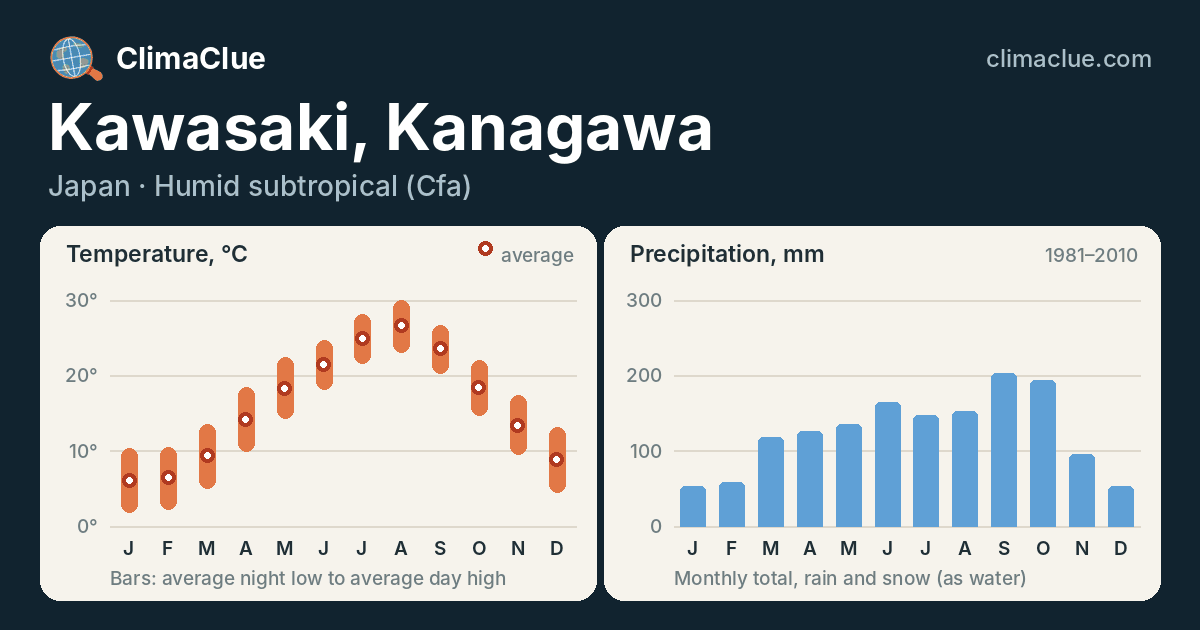 ClimaClue
climaclue.com
Kawasaki, Kanagawa
Japan · Humid subtropical (Cfa)
Temperature, °C
average
30°
20°
10°
0°
J F M A M J J A S O N D
Bars: average night low to average day high
Precipitation, mm
1981–2010
300
200
100
0
J F M A M J J A S O N D
Monthly total, rain and snow (as water)